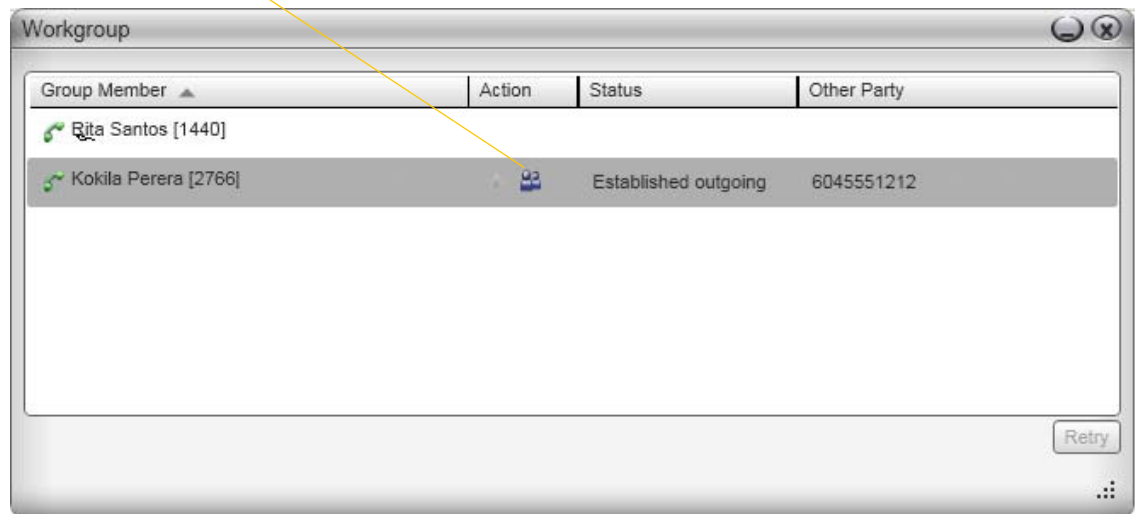 Workgroup
Group Member Action Status Other Party
Rita Santos [1440]
Kokila Perera [2766] Established outgoing 6045551212
Retry